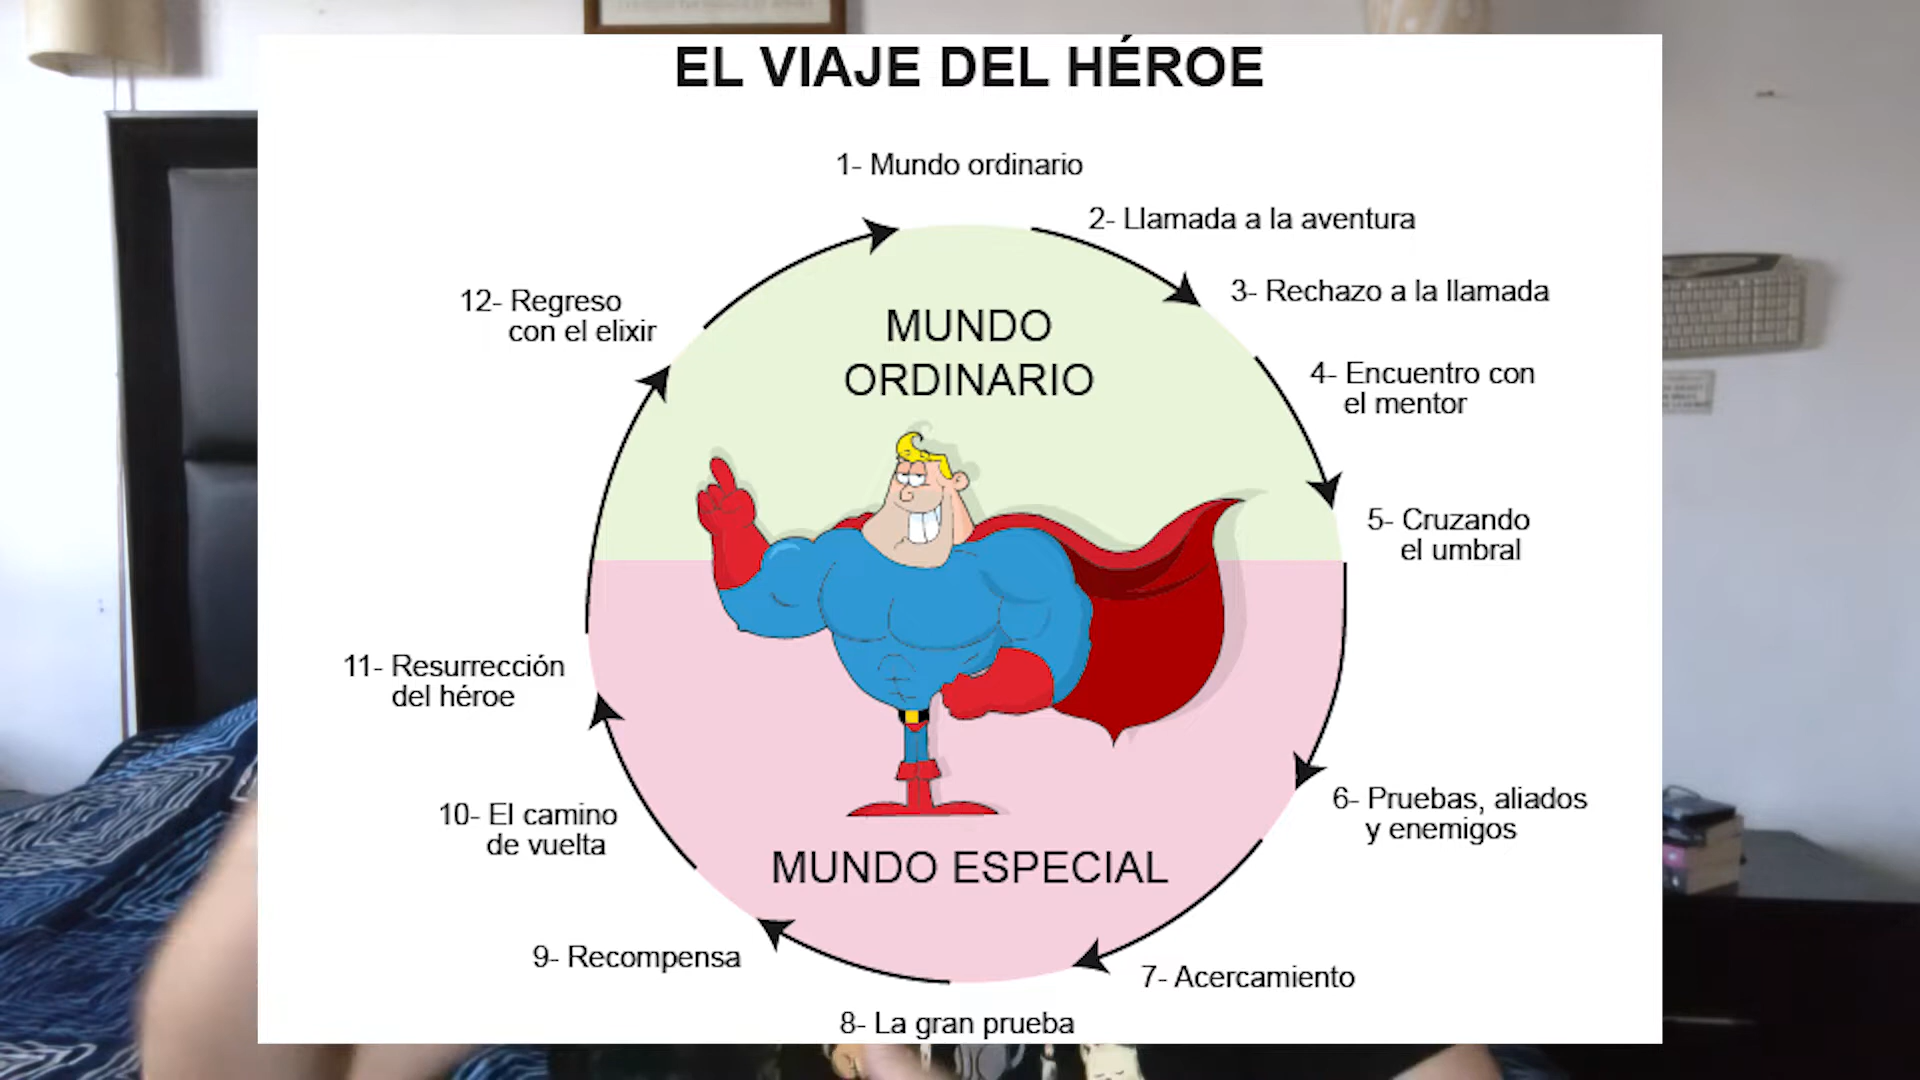 EL VIAJE DEL HÉROE
1- Mundo ordinario
2- Llamada a la aventura
3- Rechazo a la llamada
4- Encuentro con
el mentor
5- Cruzando
el umbral
6- Pruebas, aliados
y enemigos
7- Acercamiento
8- La gran prueba
9- Recompensa
10- El camino
de vuelta
11- Resurrección
del héroe
12- Regreso
con el elixir
MUNDO
ORDINARIO
MUNDO ESPECIAL